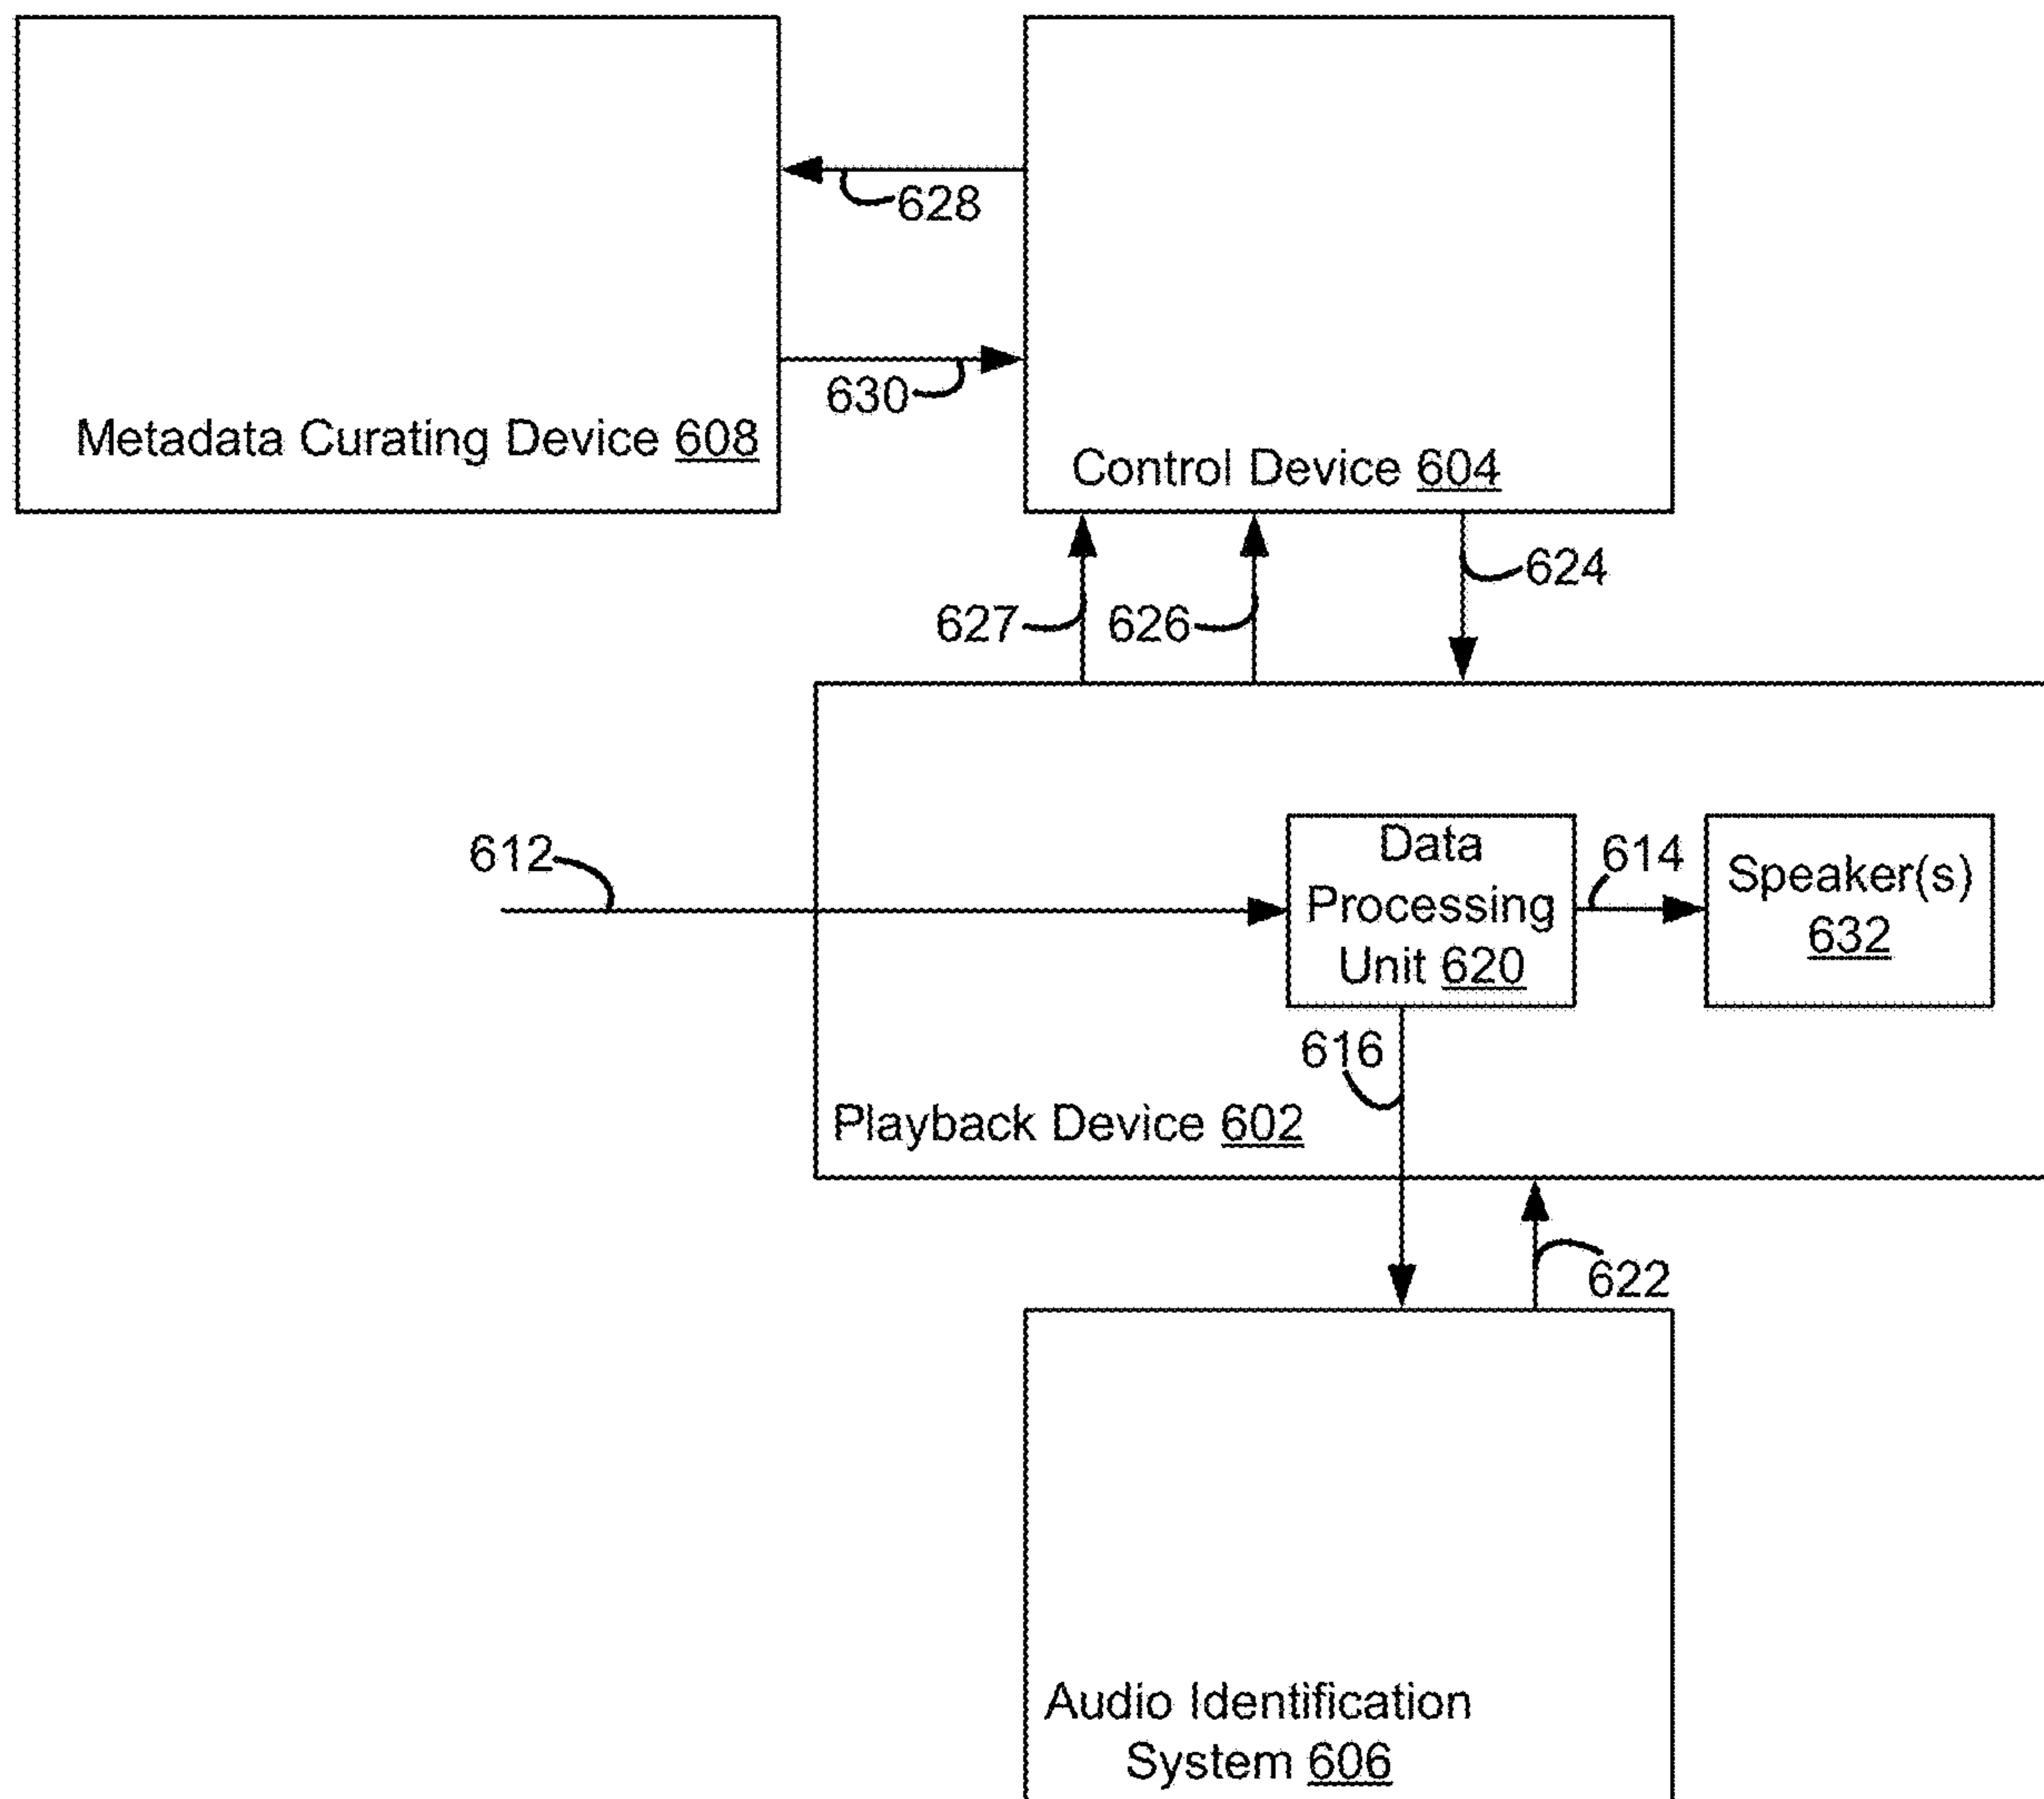 628
630
Metadata Curating Device 608
Control Device 604
624
627
626
612
Data
Processing
Unit 620
614
Speaker(s)
632
616
Playback Device 602
622
Audio Identification
System 606